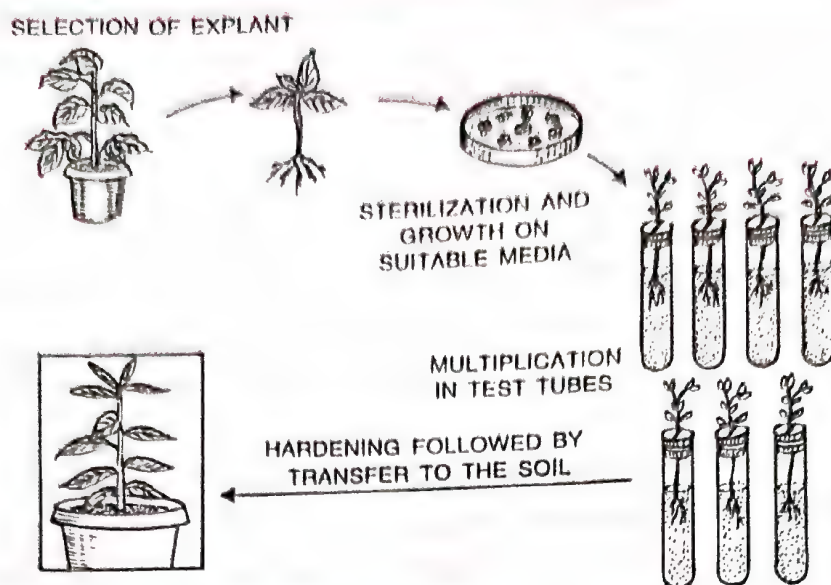 SELECTION OF EXPLANT
STERILIZATION AND
GROWTH ON
SUITABLE MEDIA
MULTIPLICATION
IN TEST TUBES
HARDENING FOLLOWED BY
TRANSFER TO THE SOIL